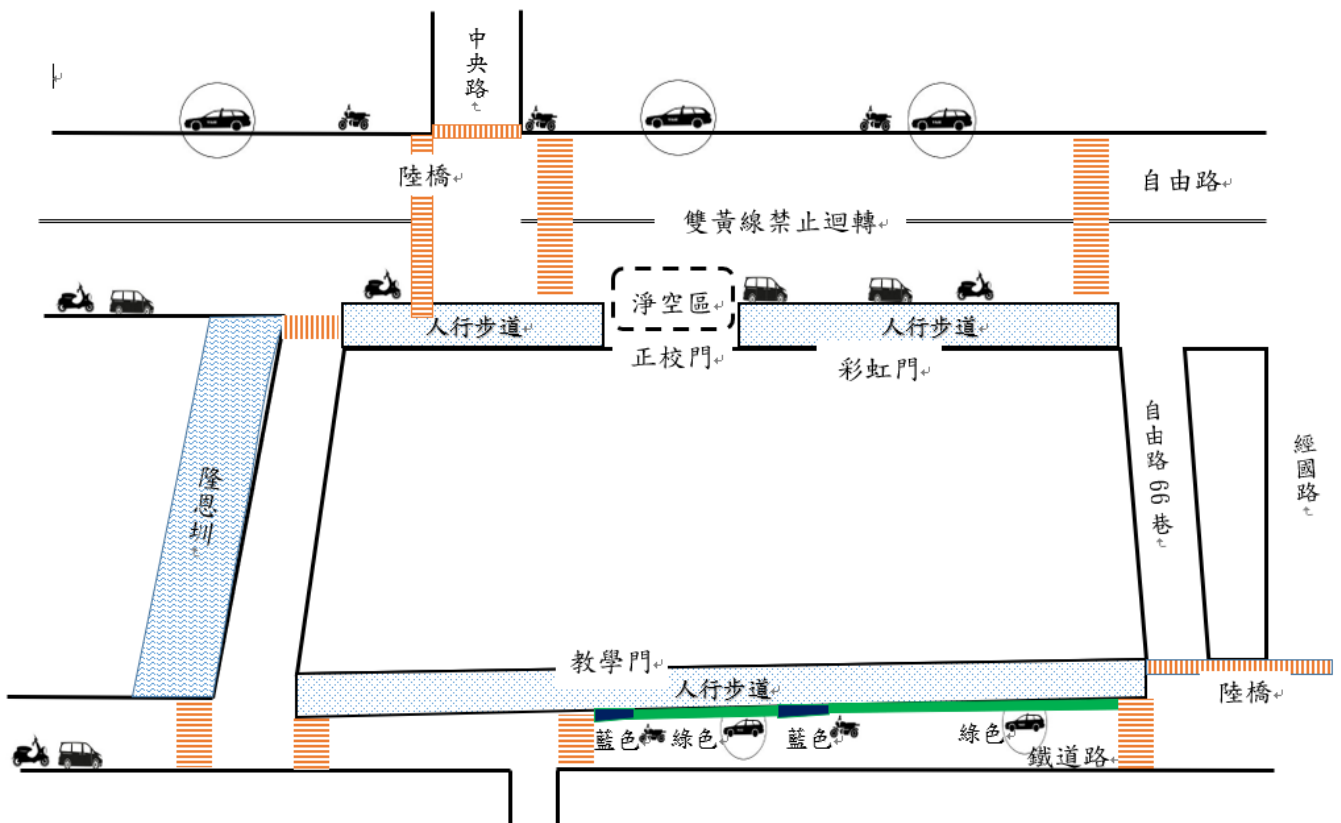 中央路
陸橋
自由路
雙黃線禁止迴轉
淨空區
人行步道
人行步道
正校門
彩虹門
自由路 66 巷
經國路
隆恩圳
教學門
人行步道
陸橋
藍色
綠色
藍色
綠色
鐵道路